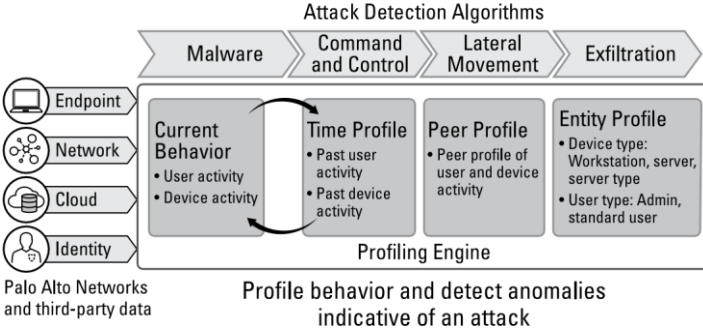 Attack Detection Algorithms
Malware
Command
and Control
Lateral
Movement
Exfiltration
Endpoint
Network
Cloud
Identity
Palo Alto Networks
and third-party data
Current
Behavior
• User activity
• Device activity
Time Profile
• Past user
activity
• Past device
activity
Peer Profile
• Peer profile of
user and device
activity
Entity Profile
• Device type:
Workstation, server,
server type
• User type: Admin,
standard user
Profiling Engine
Profile behavior and detect anomalies
indicative of an attack